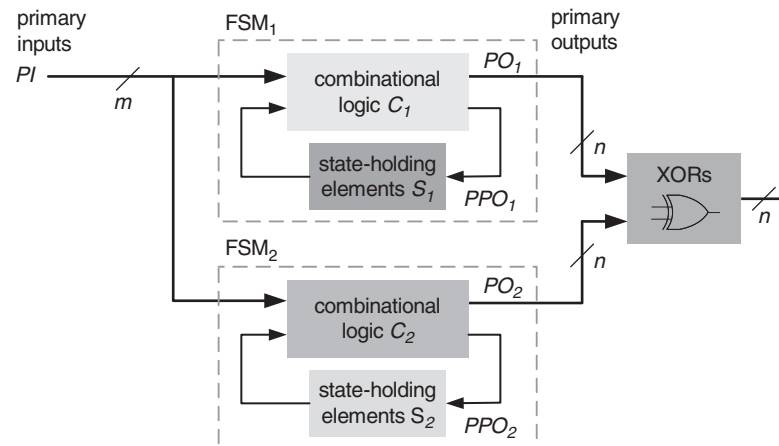 primary
inputs
PI
m
FSM₁
combinational
logic C₁
state-holding
elements S₁
PO₁
PPO₁
primary
outputs
n
XORs
n
FSM₂
combinational
logic C₂
state-holding
elements S₂
PO₂
PPO₂
n